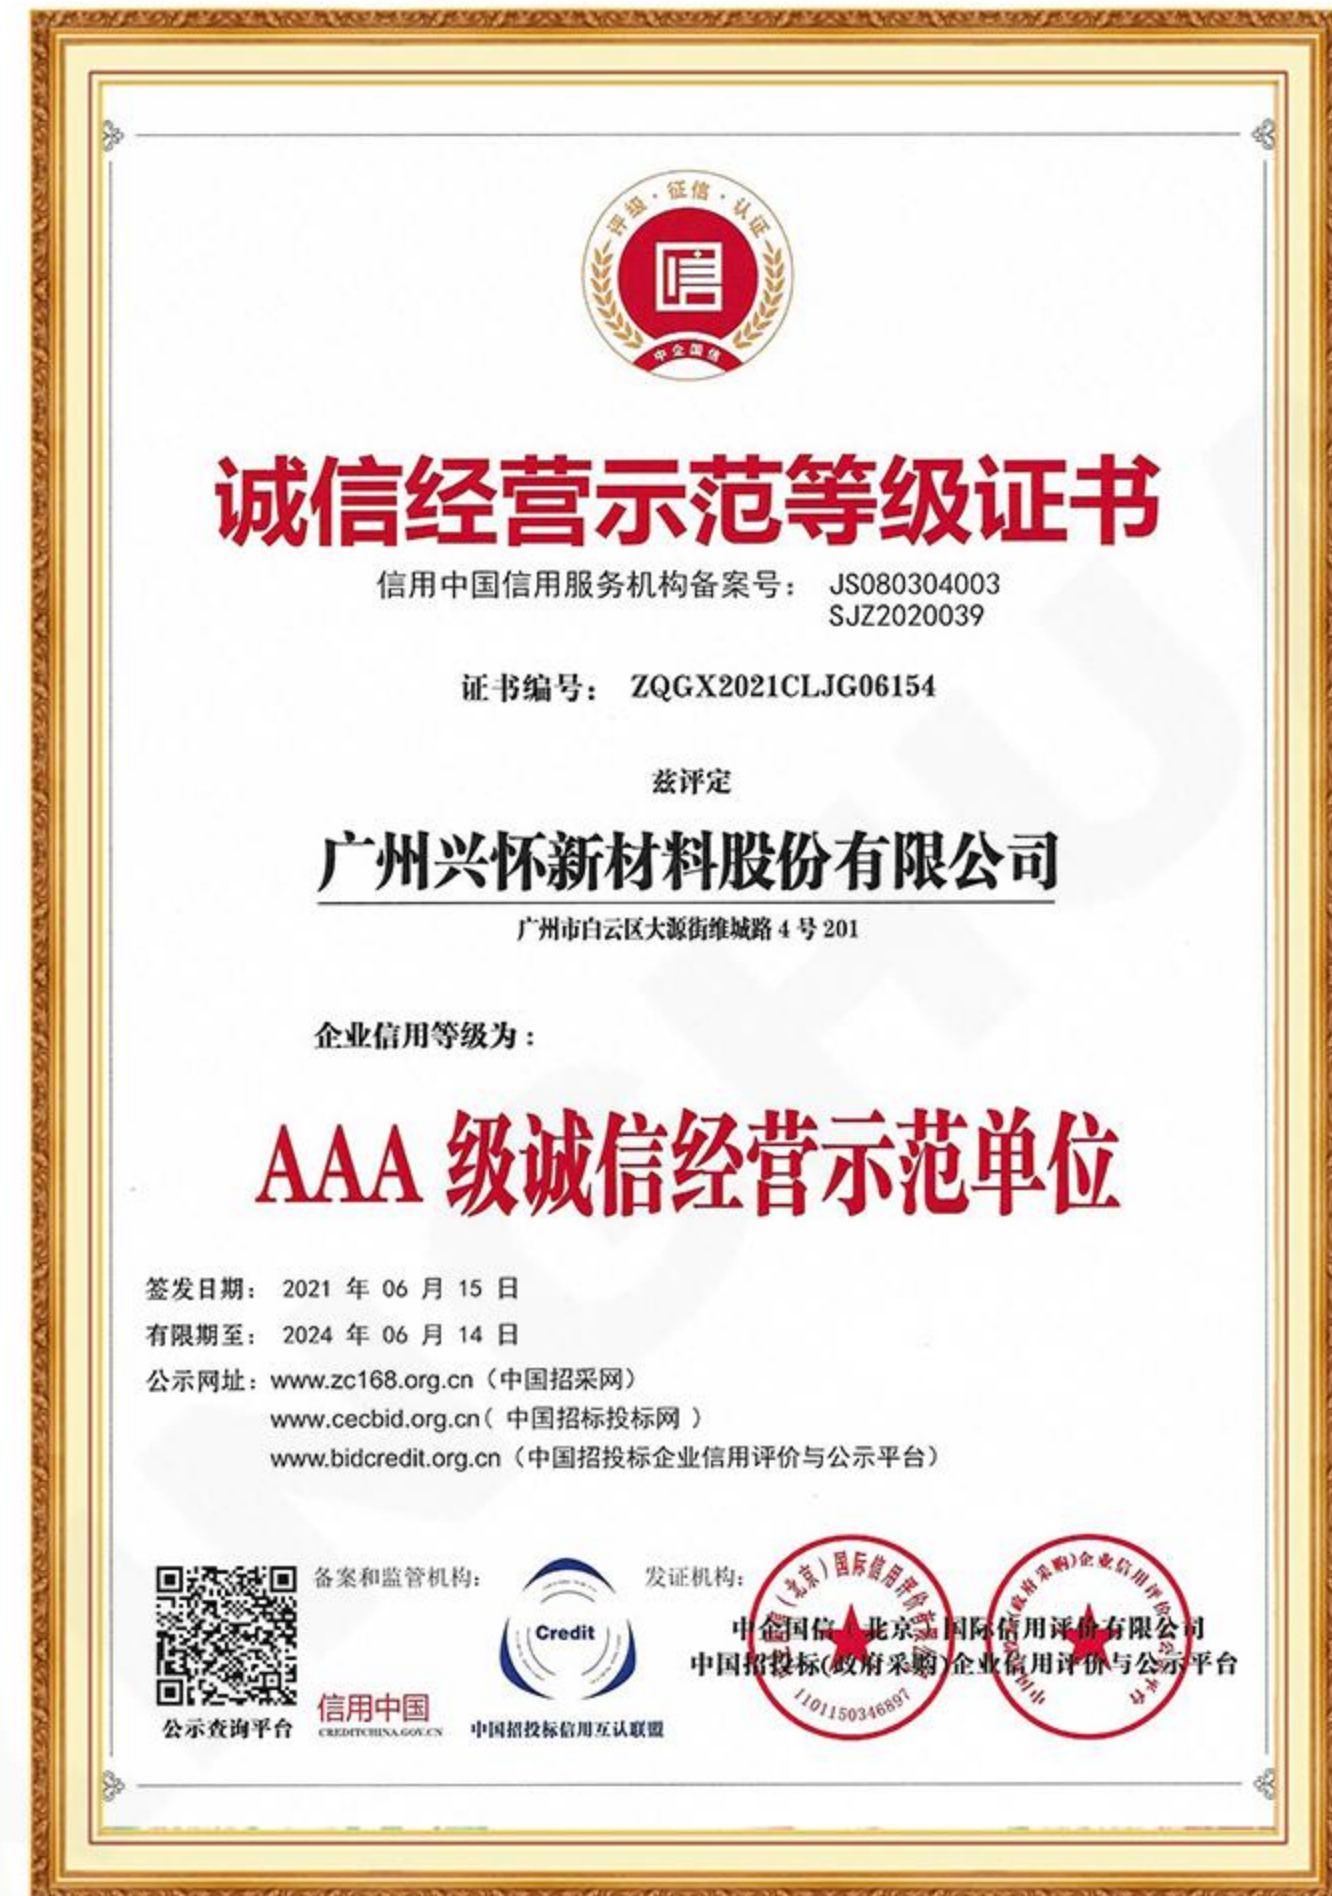 评级·征信·认证
信
中企国信
诚信经营示范等级证书
信用中国信用服务机构备案号： JS080304003
SJZ2020039
证书编号： ZQGX2021CLJG06154
兹评定
广州兴怀新材料股份有限公司
广州市白云区大源街维城路 4 号 201
企业信用等级为：
AAA 级诚信经营示范单位
签发日期： 2021 年 06 月 15 日
有限期至： 2024 年 06 月 14 日
公示网址：www.zc168.org.cn（中国招采网）
www.cecbid.org.cn( 中国招标投标网 )
www.bidcredit.org.cn（中国招投标企业信用评价与公示平台）
备案和监管机构：
发证机构：
Credit
中企国信（北京）国际信用评价有限公司
中国招投标(政府采购)企业信用评价与公示平台
1101150346897
信用中国
CREDITCHINA.GOV.CN
公示查询平台
中国招投标信用互认联盟